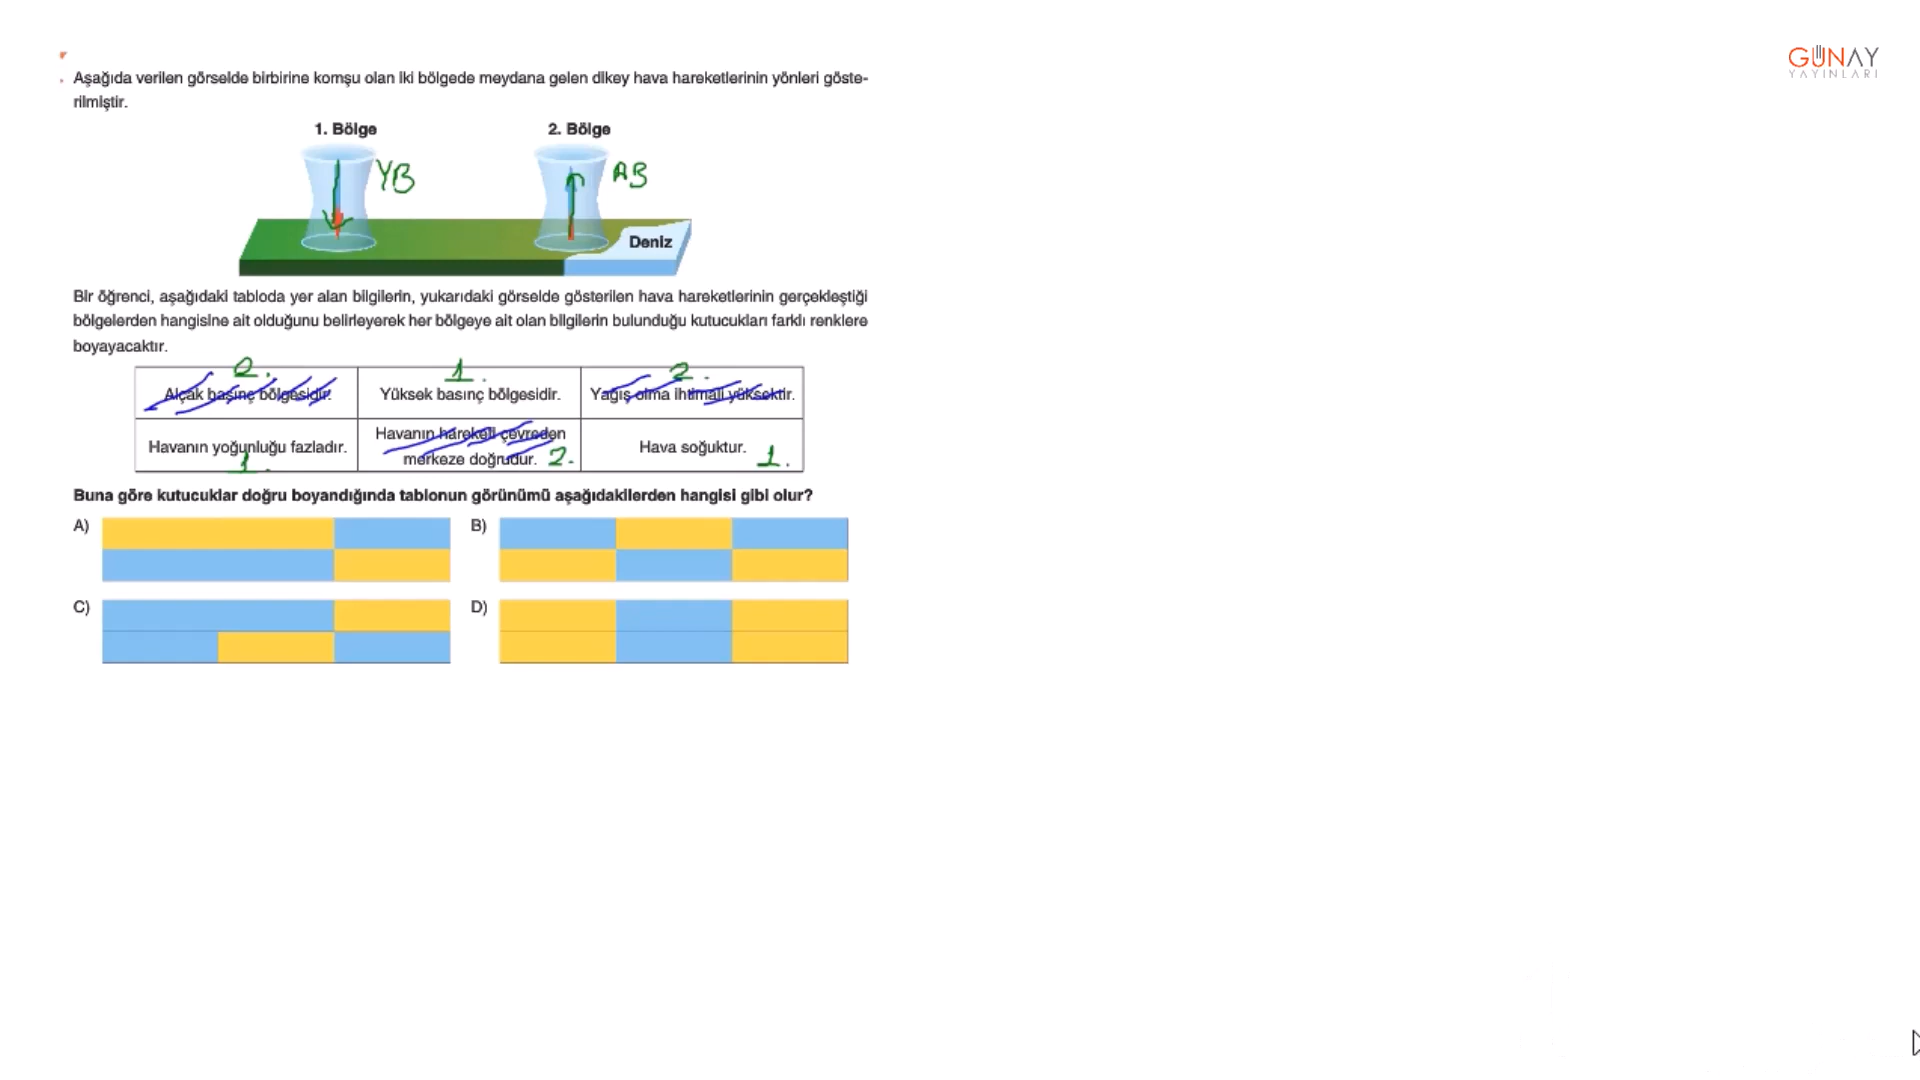 GÜNAY
YAYINLARI
Aşağıda verilen görselde birbirine komşu olan iki bölgede meydana gelen dikey hava hareketlerinin yönleri göste-
rilmiştir.
1. Bölge
2. Bölge
YB
AB
Deniz
Bir öğrenci, aşağıdaki tabloda yer alan bilgilerin, yukarıdaki görselde gösterilen hava hareketlerinin gerçekleştiği
bölgelerden hangisine ait olduğunu belirleyerek her bölgeye ait olan bilgilerin bulunduğu kutucukları farklı renklere
boyayacaktır.
2.
1.
2.
Alçak basınç bölgesidir.
Yüksek basınç bölgesidir.
Yağış olma ihtimali yüksektir.
Havanın yoğunluğu fazladır.
1.
Havanın hareketi çevreden
merkeze doğrudur. 2.
Hava soğuktur. 1.
Buna göre kutucuklar doğru boyandığında tablonun görünümü aşağıdakilerden hangisi gibi olur?
A)
B)
C)
D)